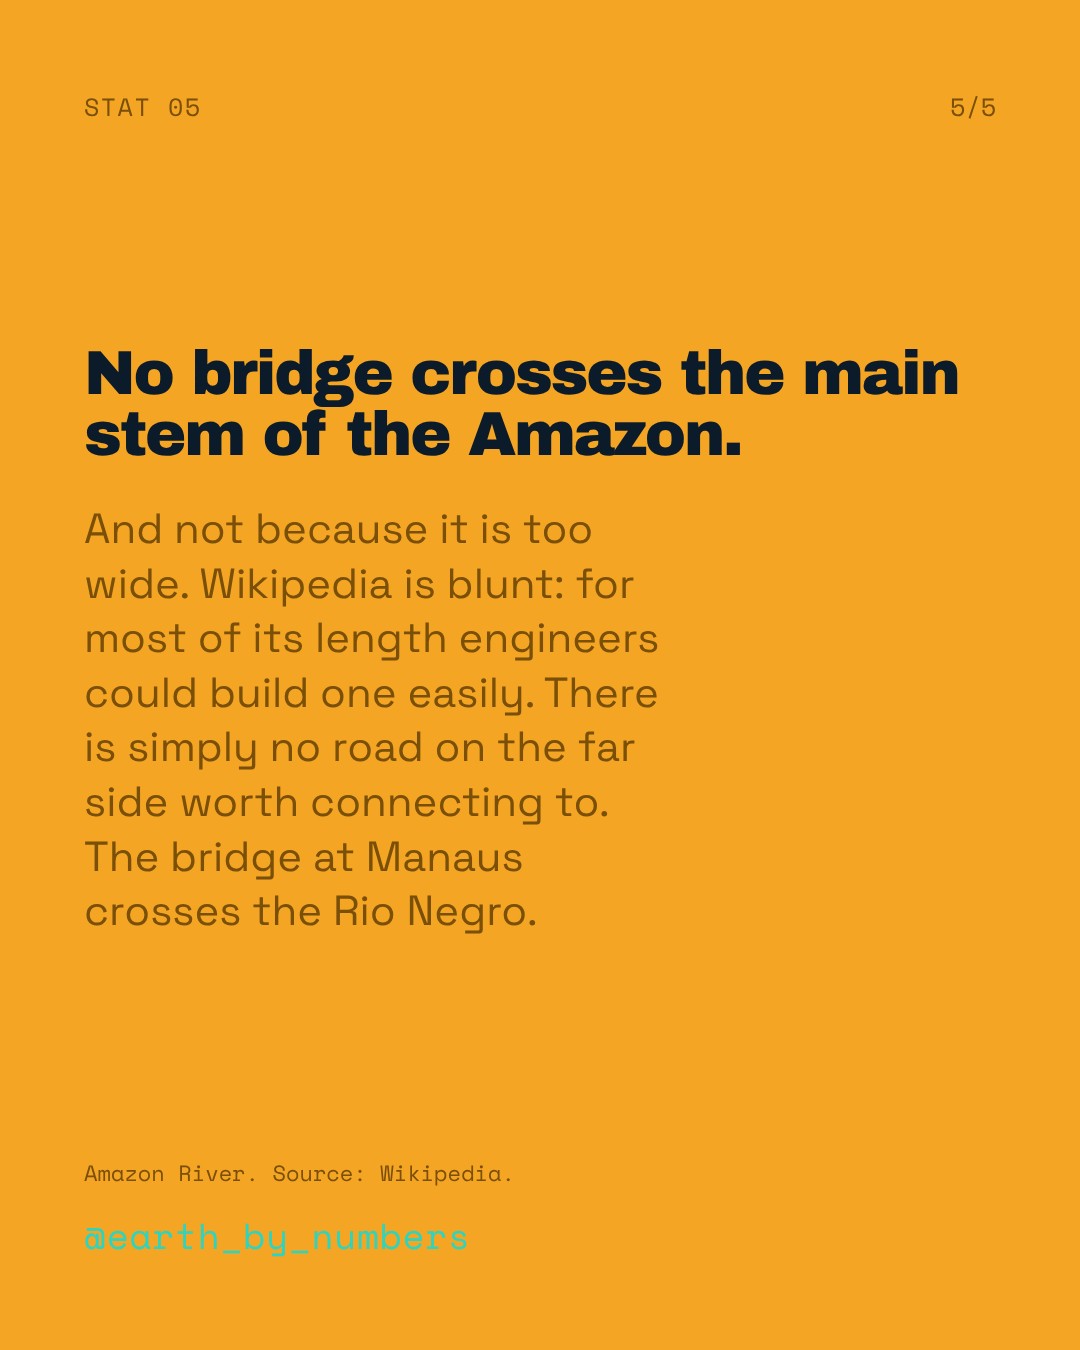 STAT 05
5/5
No bridge crosses the main
stem of the Amazon.
And not because it is too
wide. Wikipedia is blunt: for
most of its length engineers
could build one easily. There
is simply no road on the far
side worth connecting to.
The bridge at Manaus
crosses the Rio Negro.
Amazon River. Source: Wikipedia.
@earth_by_numbers